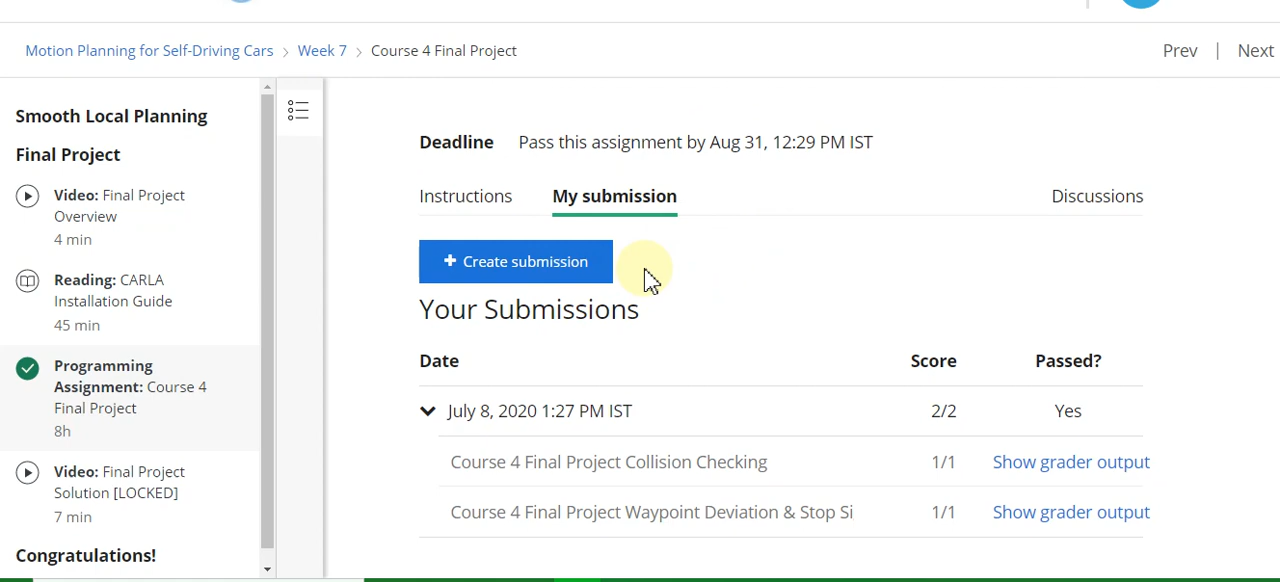 Motion Planning for Self-Driving Cars > Week 7 > Course 4 Final Project
Prev | Next
Smooth Local Planning
Final Project
Video: Final Project
Overview
4 min
Reading: CARLA
Installation Guide
45 min
Programming
Assignment: Course 4
Final Project
8h
Video: Final Project
Solution [LOCKED]
7 min
Congratulations!
Deadline Pass this assignment by Aug 31, 12:29 PM IST
Instructions My submission Discussions
+ Create submission
Your Submissions
Date Score Passed?
July 8, 2020 1:27 PM IST 2/2 Yes
Course 4 Final Project Collision Checking 1/1 Show grader output
Course 4 Final Project Waypoint Deviation & Stop Si 1/1 Show grader output